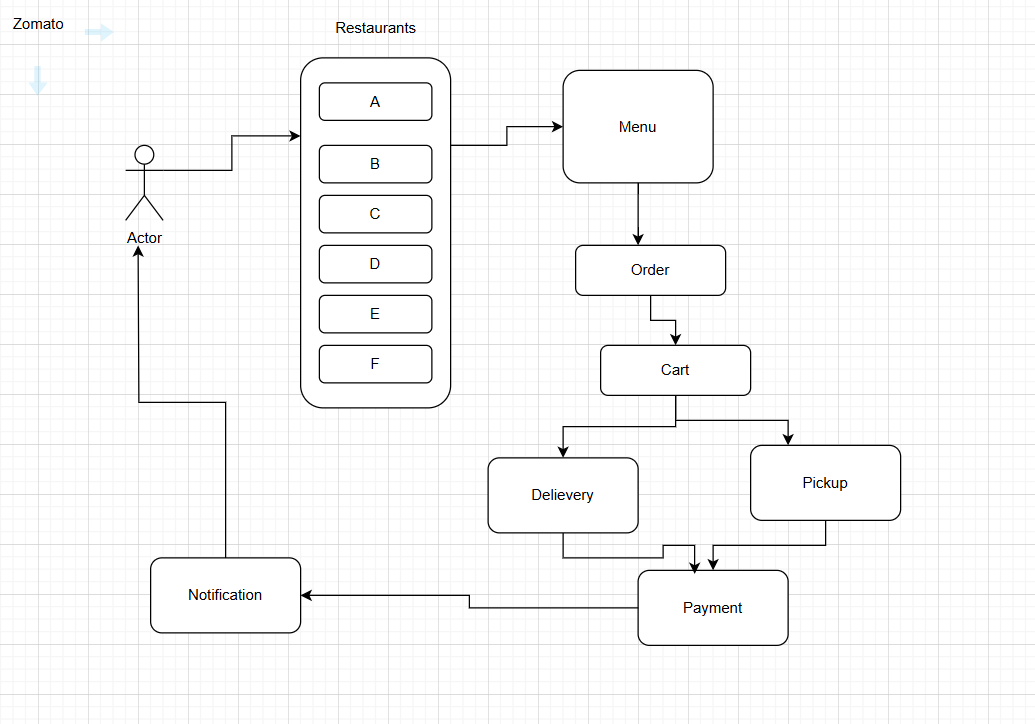 Zomato
Restaurants
A
B
C
D
E
F
Actor
Menu
Order
Cart
Delievery
Pickup
Payment
Notification